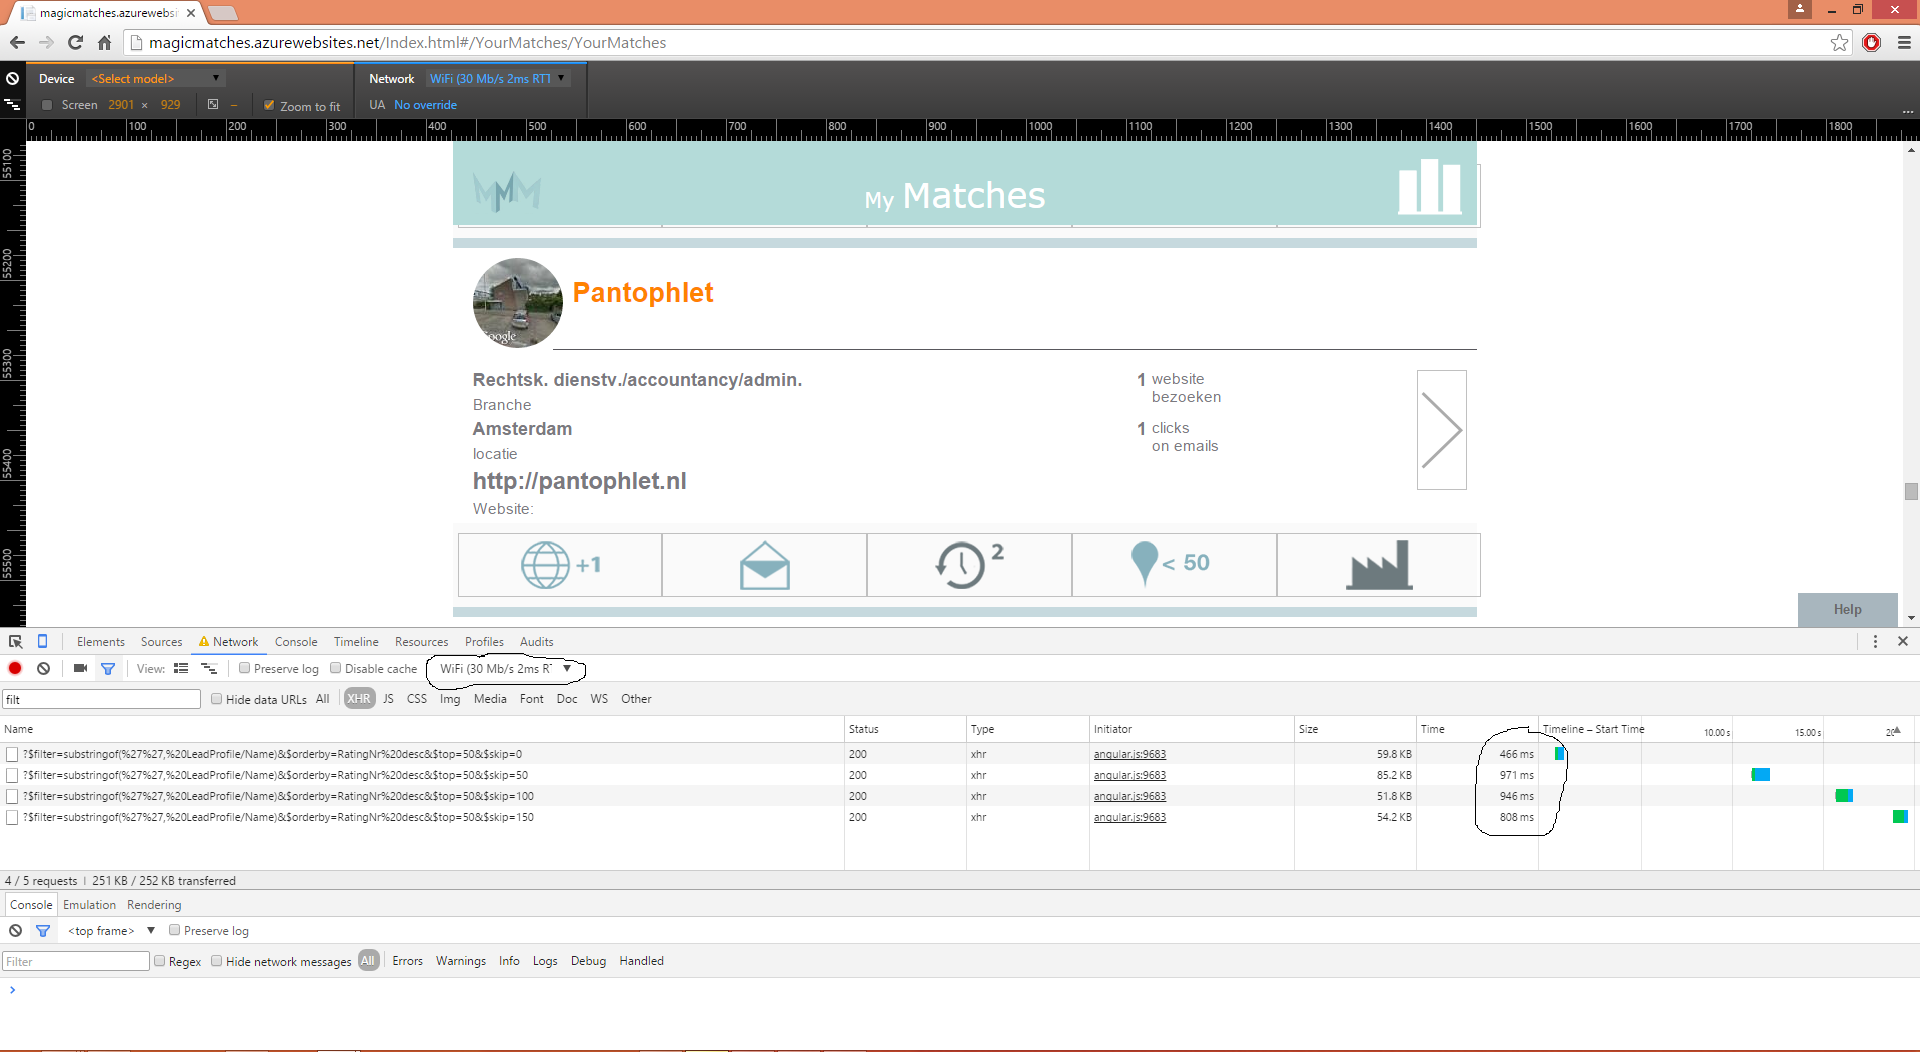 magicmatches.azurewebsi
magicmatches.azurewebsites.net/Index.html#/YourMatches/YourMatches
Device <Select model> Network WiFi (30 Mb/s 2ms RTT
Screen 2901 × 929 Zoom to fit UA No override
0 100 200 300 400 500 600 700 800 900 1000 1100 1200 1300 1400 1500 1600 1700 1800
55100
55200
55300
55400
55500
My Matches
Google
Pantophlet
Rechtsk. dienstv./accountancy/admin.
Branche
Amsterdam
locatie
http://pantophlet.nl
Website:
1 website
bezoeken
1 clicks
on emails
+1 2 < 50
Help
Elements Sources Network Console Timeline Resources Profiles Audits
View: Preserve log Disable cache WiFi (30 Mb/s 2ms RT
filt Hide data URLs All XHR JS CSS Img Media Font Doc WS Other
Name Status Type Initiator Size Time Timeline – Start Time 10.00 s 15.00 s 20
?$filter=substringof(%27%27,%20LeadProfile/Name)&$orderby=RatingNr%20desc&$top=50&$skip=0 200 xhr angular.js:9683 59.8 KB 466 ms
?$filter=substringof(%27%27,%20LeadProfile/Name)&$orderby=RatingNr%20desc&$top=50&$skip=50 200 xhr angular.js:9683 85.2 KB 971 ms
?$filter=substringof(%27%27,%20LeadProfile/Name)&$orderby=RatingNr%20desc&$top=50&$skip=100 200 xhr angular.js:9683 51.8 KB 946 ms
?$filter=substringof(%27%27,%20LeadProfile/Name)&$orderby=RatingNr%20desc&$top=50&$skip=150 200 xhr angular.js:9683 54.2 KB 808 ms
4 / 5 requests | 251 KB / 252 KB transferred
Console Emulation Rendering
<top frame> Preserve log
Filter Regex Hide network messages All Errors Warnings Info Logs Debug Handled